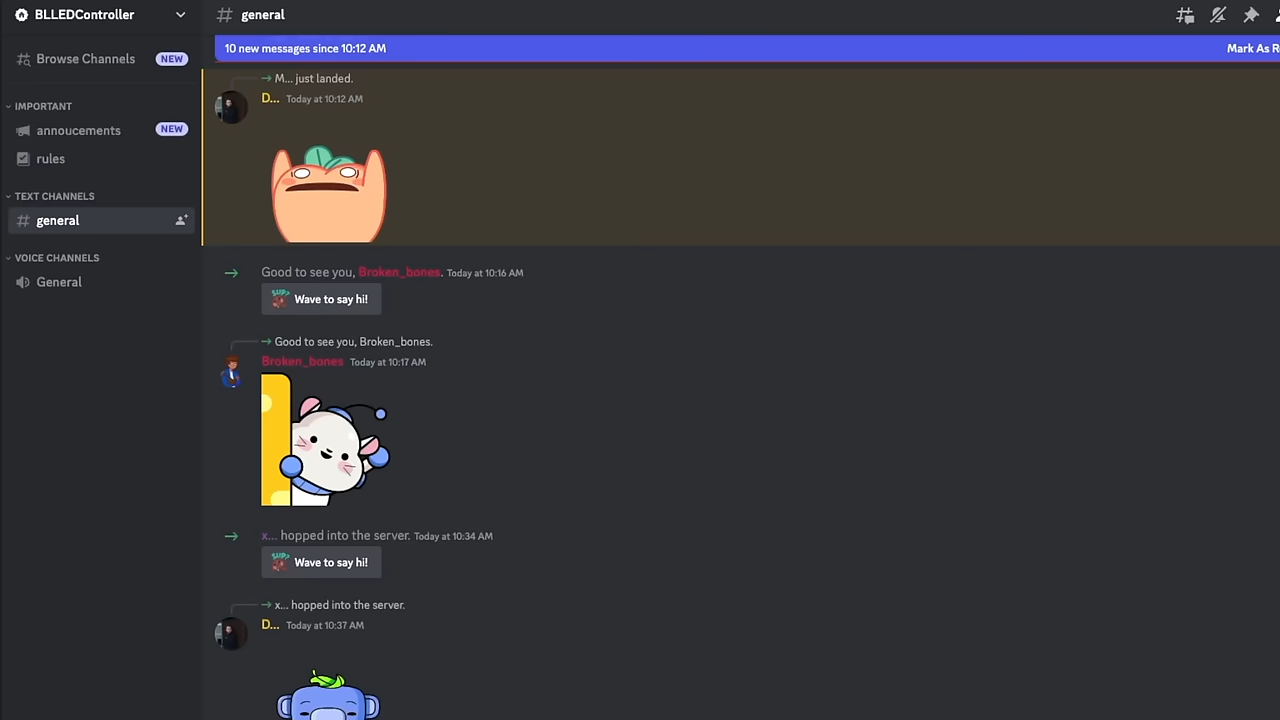 BLLEDController
general
Browse Channels NEW
10 new messages since 10:12 AM
Mark As R
M... just landed.
IMPORTANT
D... Today at 10:12 AM
annoucements NEW
rules
TEXT CHANNELS
general
VOICE CHANNELS
General
Good to see you, Broken_bones. Today at 10:16 AM
SUP?
Wave to say hi!
Good to see you, Broken_bones.
Broken_bones Today at 10:17 AM
x... hopped into the server. Today at 10:34 AM
SUP?
Wave to say hi!
x... hopped into the server.
D... Today at 10:37 AM